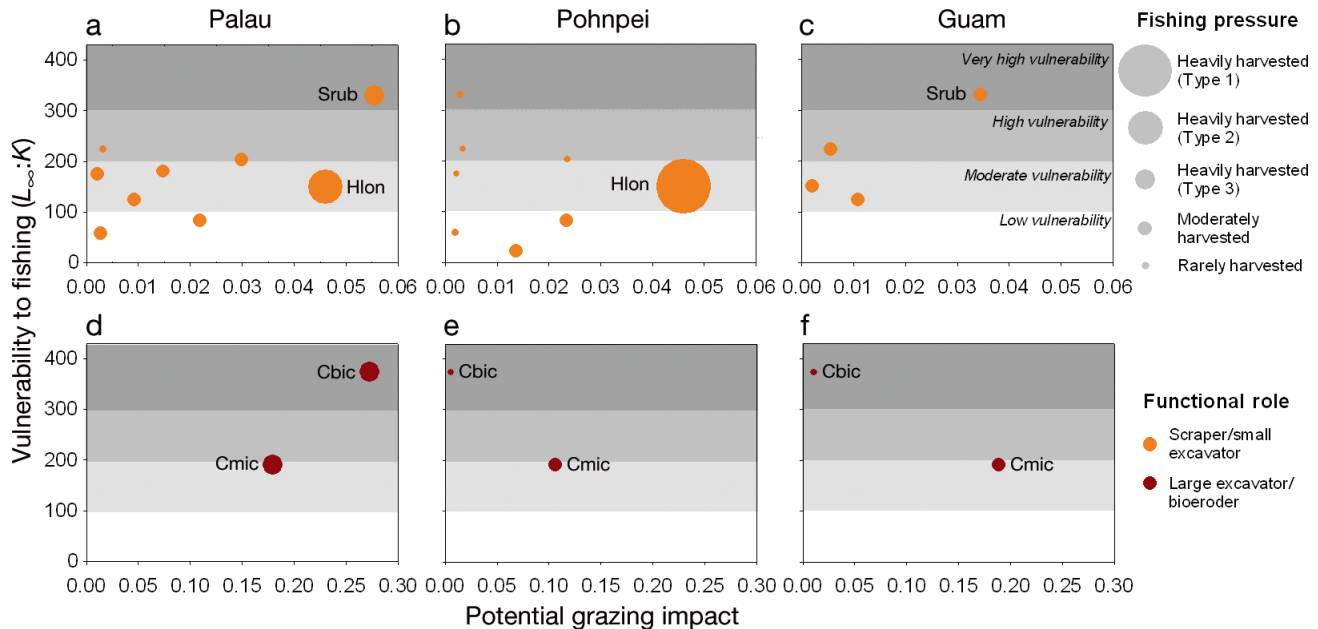 Palau
Pohnpei
Guam
Fishing pressure
a
b
c
Vulnerability to fishing (L∞:K)
400
300
200
100
0
Srub
Hlon
0.00 0.01 0.02 0.03 0.04 0.05 0.06
Hlon
0.00 0.01 0.02 0.03 0.04 0.05 0.06
Very high vulnerability
Srub
High vulnerability
Moderate vulnerability
Low vulnerability
0.00 0.01 0.02 0.03 0.04 0.05 0.06
Heavily harvested
(Type 1)
Heavily harvested
(Type 2)
Heavily harvested
(Type 3)
Moderately
harvested
Rarely harvested
d
e
f
400
300
200
100
0
Cbic
Cmic
0.00 0.05 0.10 0.15 0.20 0.25 0.30
Cbic
Cmic
0.00 0.05 0.10 0.15 0.20 0.25 0.30
Cbic
Cmic
0.00 0.05 0.10 0.15 0.20 0.25 0.30
Functional role
Scraper/small
excavator
Large excavator/
bioeroder
Potential grazing impact